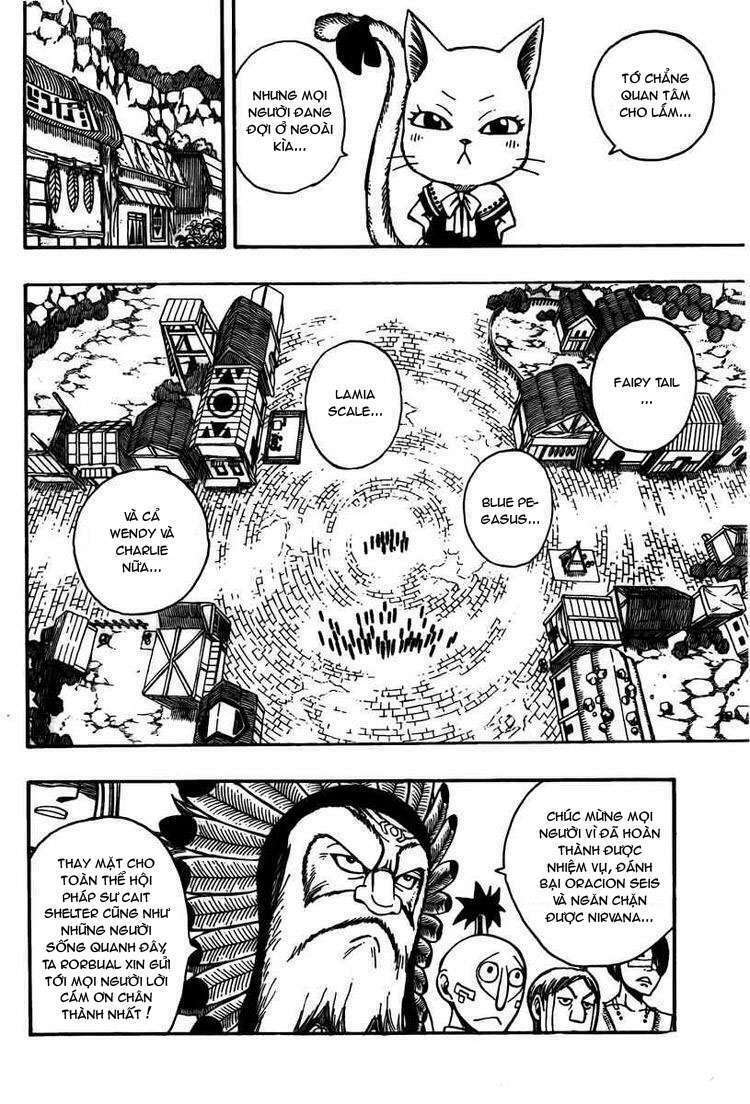 TỚ CHẲNG
QUAN TÂM
CHO LẮM...
NHƯNG MỌI
NGƯỜI ĐANG
ĐỢI Ở NGOÀI
KÌA...
FAIRY TAIL
...
LAMIA
SCALE...
BLUE PE-
GASUS...
VÀ CẢ
WENDY VÀ
CHARLIE
NỮA...
CHÚC MỪNG MỌI
NGƯỜI VÌ ĐÃ HOÀN
THÀNH ĐƯỢC
NHIỆM VỤ, ĐÁNH
BẠI ORACION SEIS
VÀ NGĂN CHẶN
ĐƯỢC NIRVANA...
THAY MẶT CHO
TOÀN THỂ HỘI
PHÁP SƯ CAIT
SHELTER CŨNG NHƯ
NHỮNG NGƯỜI
SỐNG QUANH ĐÂY,
TA RORBUAL XIN GỬI
TỚI MỌI NGƯỜI LỜI
CẢM ƠN CHÂN
THÀNH NHẤT!